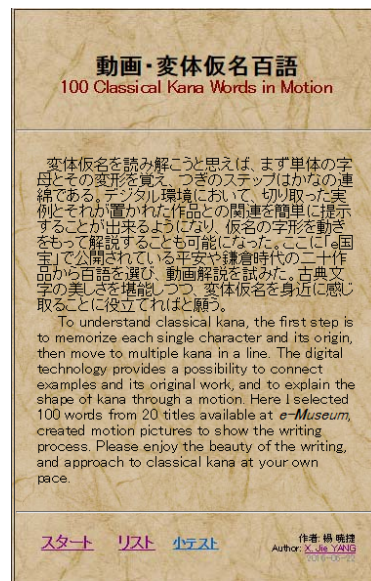 動画・変体仮名百語
100 Classical Kana Words in Motion
変体仮名を読み解こうと思えば、まず単体の字
母とその変形を覚え、つぎのステップはかなの連
綿である。デジタル環境において、切り取った実
例とそれが置かれた作品との関連を簡単に提示
することが出来るようになり、仮名の字形を動き
をもって解説することも可能になった。ここに「e国
宝」で公開されている平安や鎌倉時代の二十作
品から百語を選び、動画解説を試みた。古典文
字の美しさを堪能しつつ、変体仮名を身近に感じ
取ることに役立てればと願う。
To understand classical kana, the first step is
to memorize each single character and its origin,
then move to multiple kana in a line. The digital
technology provides a possibility to connect
examples and its original work, and to explain the
shape of kana through a motion. Here I selected
100 words from 20 titles available at e-Museum,
created motion pictures to show the writing
process. Please enjoy the beauty of the writing,
and approach to classical kana at your own
pace.
スタート リスト 小テスト
作者: 楊 暁捷
Author: X. Jie YANG
2016-06-22